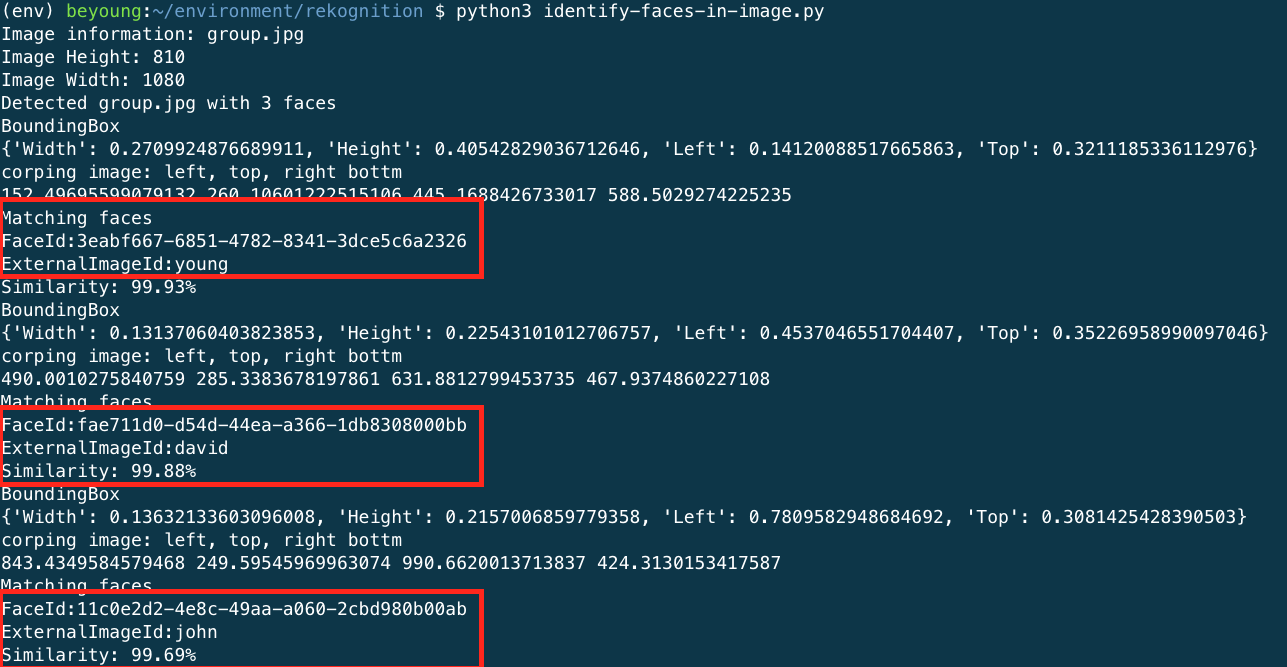 (env) beyoung:~/environment/rekognition $ python3 identify-faces-in-image.py
Image information: group.jpg
Image Height: 810
Image Width: 1080
Detected group.jpg with 3 faces
BoundingBox
{'Width': 0.2709924876689911, 'Height': 0.40542829036712646, 'Left': 0.14120088517665863, 'Top': 0.3211185336112976}
corping image: left, top, right bottm
152.49695599079132 260.10601222515106 445.1688426733017 588.5029274225235
Matching faces
FaceId:3eabf667-6851-4782-8341-3dce5c6a2326
ExternalImageId:young
Similarity: 99.93%
BoundingBox
{'Width': 0.13137060403823853, 'Height': 0.22543101012706757, 'Left': 0.4537046551704407, 'Top': 0.35226958990097046}
corping image: left, top, right bottm
490.0010275840759 285.3383678197861 631.8812799453735 467.9374860227108
Matching faces
FaceId:fae711d0-d54d-44ea-a366-1db8308000bb
ExternalImageId:david
Similarity: 99.88%
BoundingBox
{'Width': 0.13632133603096008, 'Height': 0.2157006859779358, 'Left': 0.7809582948684692, 'Top': 0.3081425428390503}
corping image: left, top, right bottm
843.4349584579468 249.59545969963074 990.6620013713837 424.3130153417587
Matching faces
FaceId:11c0e2d2-4e8c-49aa-a060-2cbd980b00ab
ExternalImageId:john
Similarity: 99.69%